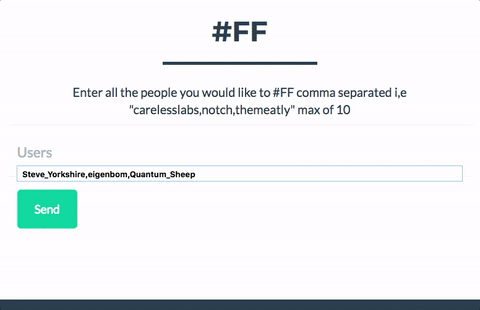 #FF
Enter all the people you would like to #FF comma separated i,e
"carelesslabs,notch,themeatly" max of 10
Users
Steve_Yorkshire,eigenbom,Quantum_Sheep
Send